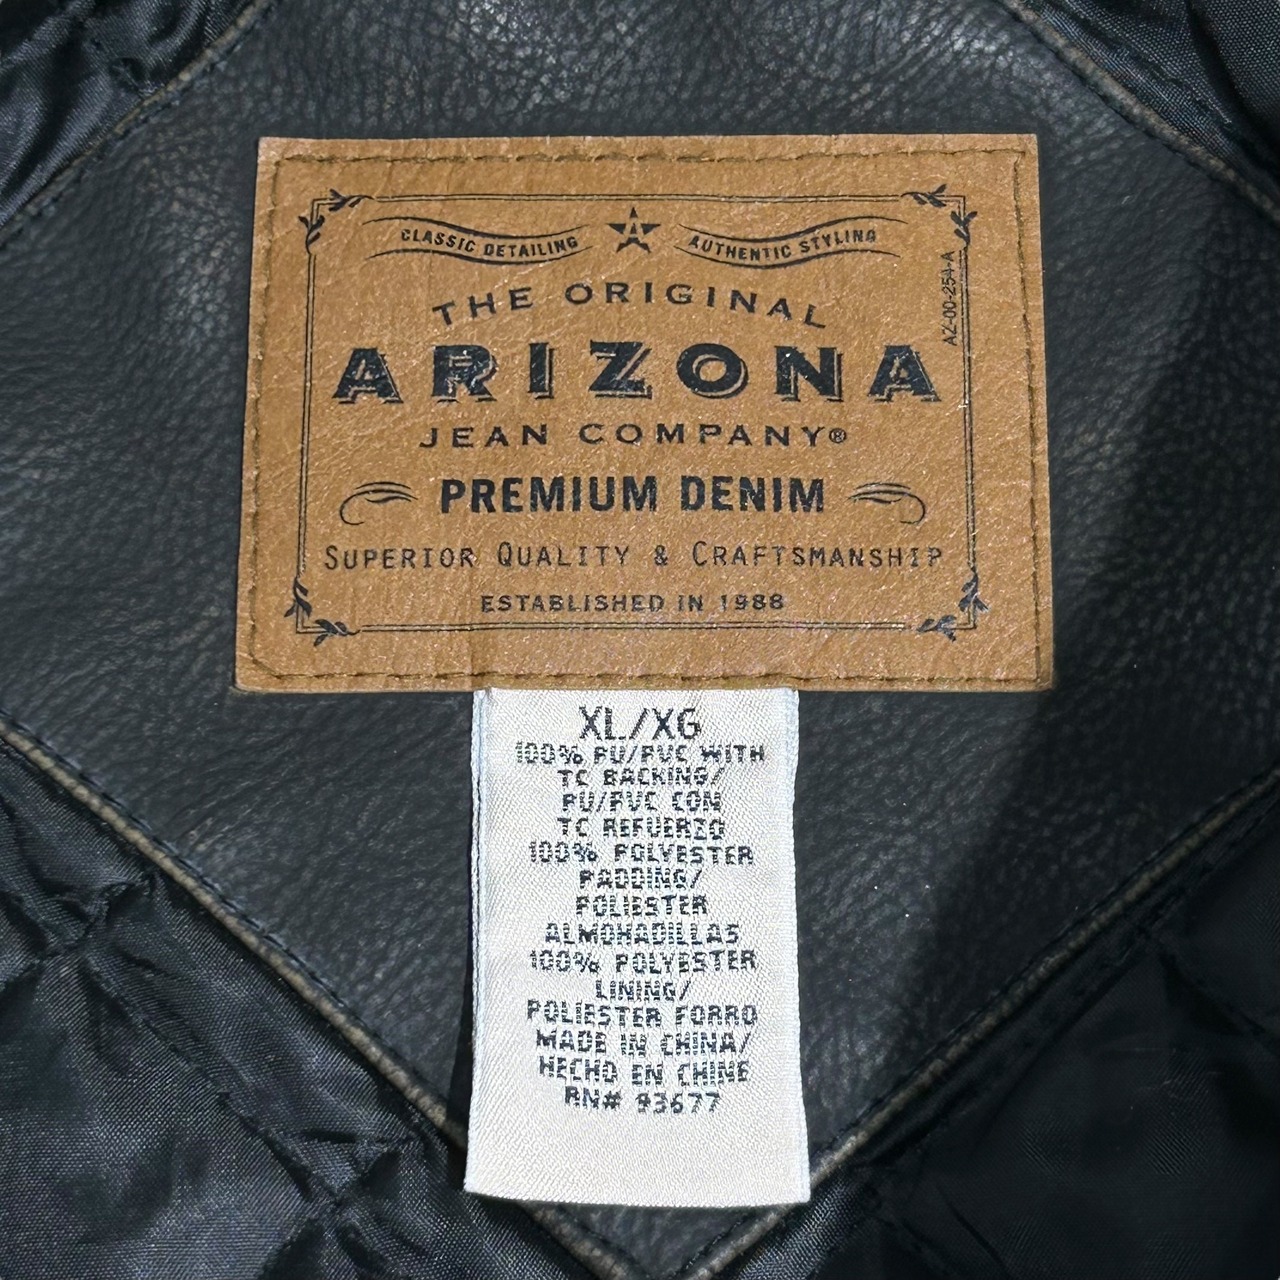 CLASSIC DETAILING A AUTHENTIC STYLING
THE ORIGINAL
ARIZONA
JEAN COMPANY®
PREMIUM DENIM
SUPERIOR QUALITY & CRAFTSMANSHIP
ESTABLISHED IN 1988
AZ-00-254-A
XL/XG
100% PU/PVC WITH
TC BACKING/
PU/PVC CON
TC REFUERZO
100% POLYESTER
PADDING/
POLIESTER
ALMOHADILLAS
100% POLYESTER
LINING/
POLIESTER FORRO
MADE IN CHINA/
HECHO EN CHINE
RN# 93677